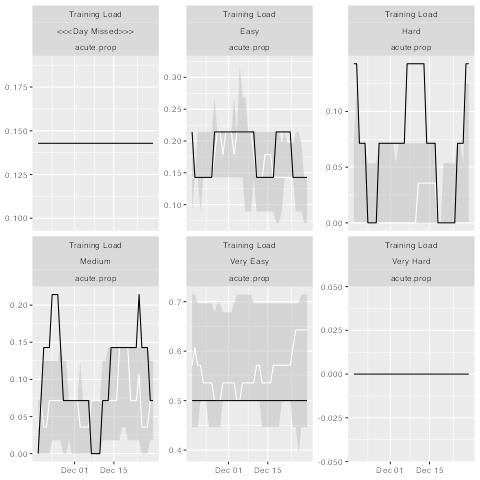 Training Load
<<<Day Missed>>>
acute.prop
0.175
0.150
0.125
0.100
Training Load
Easy
acute.prop
0.30
0.25
0.20
0.15
0.10
Training Load
Hard
acute.prop
0.10
0.05
0.00
Training Load
Medium
acute.prop
0.20
0.15
0.10
0.05
0.00
Dec 01
Dec 15
Training Load
Very Easy
acute.prop
0.7
0.6
0.5
0.4
Dec 01
Dec 15
Training Load
Very Hard
acute.prop
0.050
0.025
0.000
-0.025
-0.050
Dec 01
Dec 15